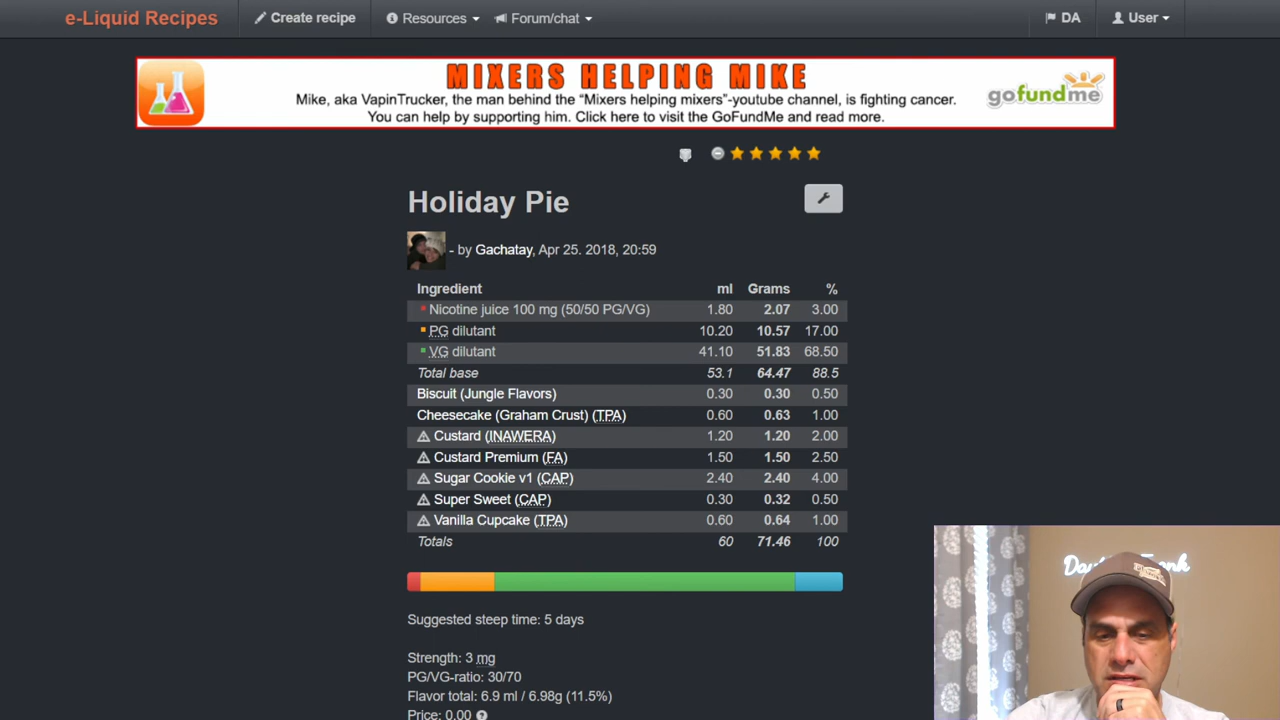 e-Liquid Recipes Create recipe Resources Forum/chat DA User
MIXERS HELPING MIKE
Mike, aka VapinTrucker, the man behind the “Mixers helping mixers”-youtube channel, is fighting cancer.
You can help by supporting him. Click here to visit the GoFundMe and read more.
gofundme
Holiday Pie
- by Gachatay, Apr 25. 2018, 20:59
Ingredient ml Grams %
Nicotine juice 100 mg (50/50 PG/VG) 1.80 2.07 3.00
PG dilutant 10.20 10.57 17.00
VG dilutant 41.10 51.83 68.50
Total base 53.1 64.47 88.5
Biscuit (Jungle Flavors) 0.30 0.30 0.50
Cheesecake (Graham Crust) (TPA) 0.60 0.63 1.00
Custard (INAWERA) 1.20 1.20 2.00
Custard Premium (FA) 1.50 1.50 2.50
Sugar Cookie v1 (CAP) 2.40 2.40 4.00
Super Sweet (CAP) 0.30 0.32 0.50
Vanilla Cupcake (TPA) 0.60 0.64 1.00
Totals 60 71.46 100
Suggested steep time: 5 days
Strength: 3 mg
PG/VG-ratio: 30/70
Flavor total: 6.9 ml / 6.98g (11.5%)
Price: 0.00